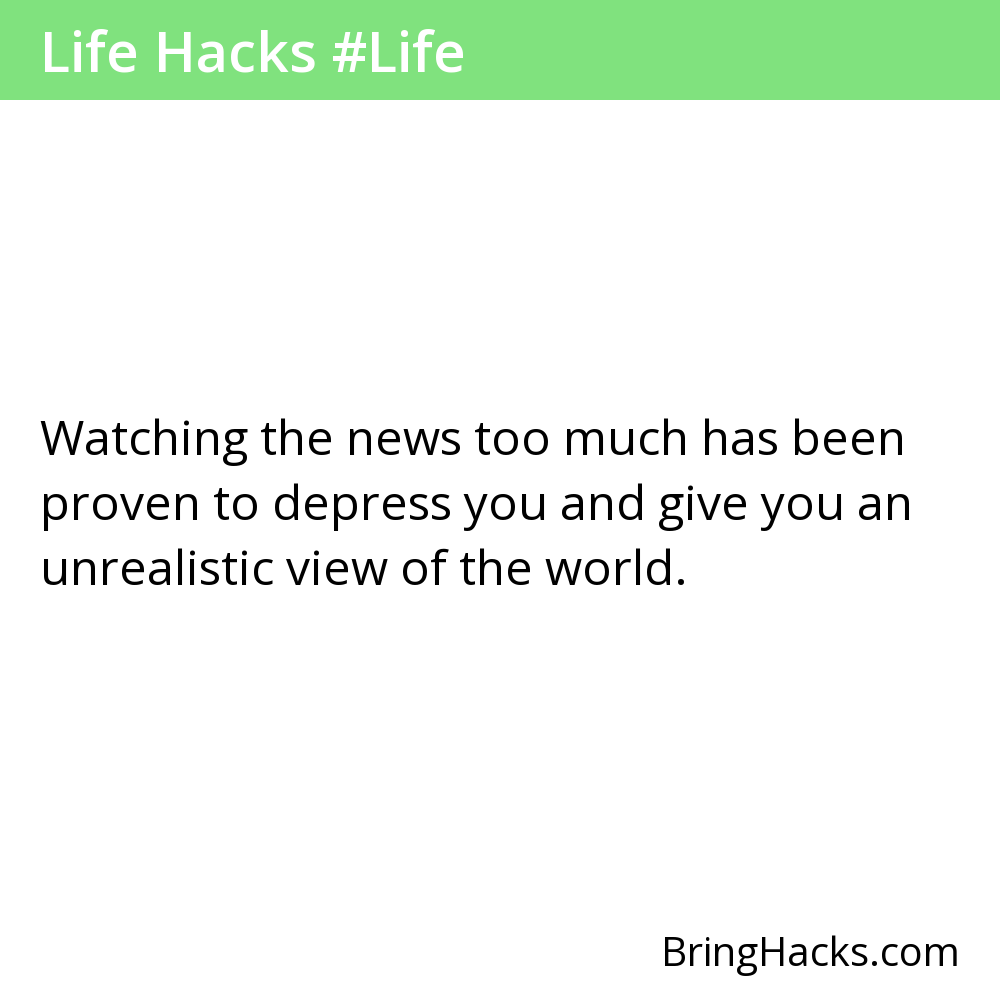 Life Hacks #Life
Watching the news too much has been
proven to depress you and give you an
unrealistic view of the world.
BringHacks.com